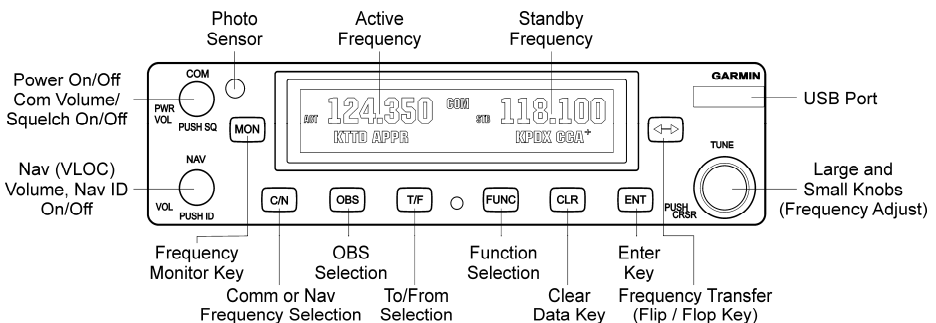 Photo
Sensor
Active
Frequency
Standby
Frequency
Power On/Off
Com Volume/
Squelch On/Off
Nav (VLOC)
Volume, Nav ID
On/Off
COM
PWR
VOL
PUSH SQ
MON
NAV
VOL
PUSH ID
ACT 124.350 COM STB 118.100
KTTD APPR KPDX CCA+
C/N OBS T/F FUNC CLR ENT
GARMIN
TUNE
PUSH
CRSR
USB Port
Large and
Small Knobs
(Frequency Adjust)
Frequency
Monitor Key
Comm or Nav
Frequency Selection
OBS
Selection
To/From
Selection
Function
Selection
Clear
Data Key
Enter
Key
Frequency Transfer
(Flip / Flop Key)